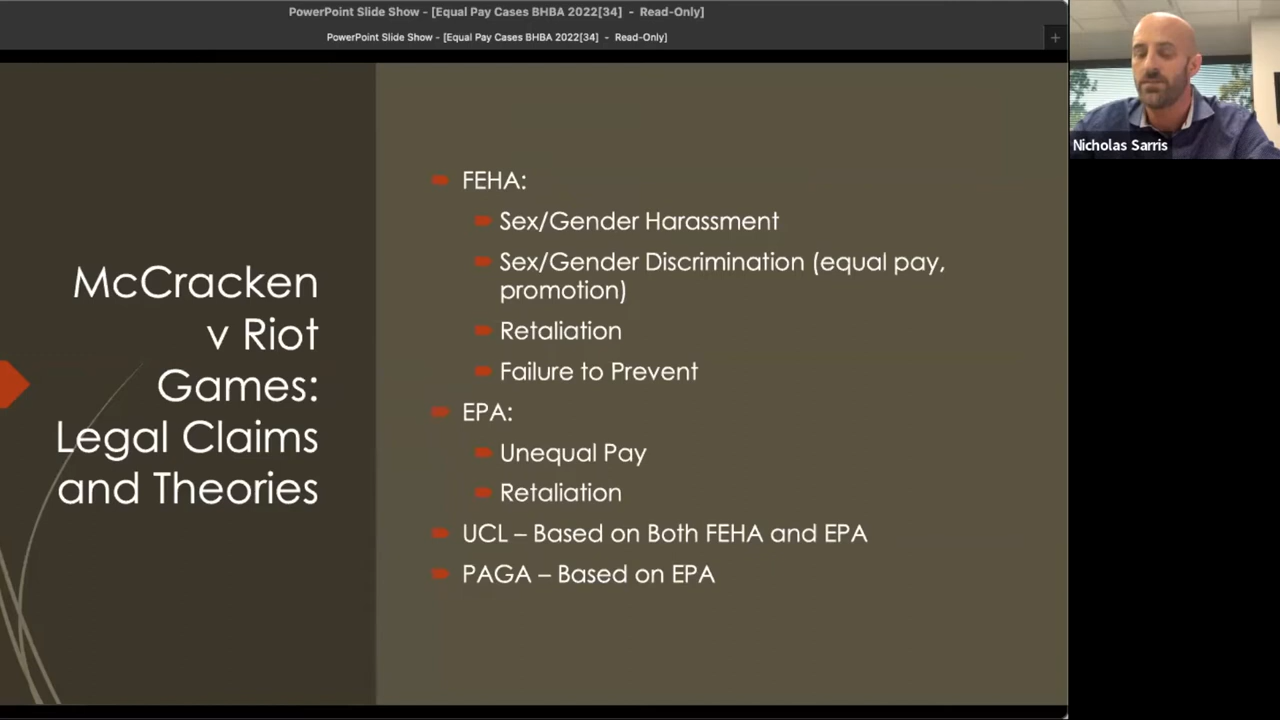 PowerPoint Slide Show - [Equal Pay Cases BHBA 2022[34] - Read-Only]
PowerPoint Slide Show - [Equal Pay Cases BHBA 2022[34] - Read-Only]
+
Nicholas Sarris
McCracken
v Riot
Games:
Legal Claims
and Theories
FEHA:
Sex/Gender Harassment
Sex/Gender Discrimination (equal pay,
promotion)
Retaliation
Failure to Prevent
EPA:
Unequal Pay
Retaliation
UCL – Based on Both FEHA and EPA
PAGA – Based on EPA